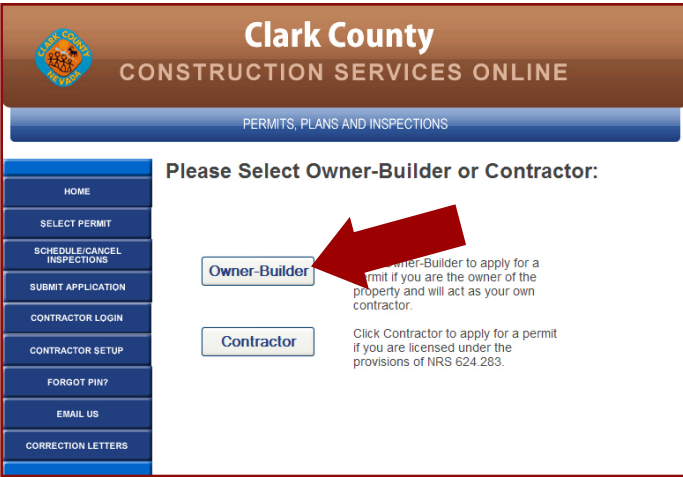 CLARK COUNTY
NEVADA
Clark County
CONSTRUCTION SERVICES ONLINE
PERMITS, PLANS AND INSPECTIONS
HOME
SELECT PERMIT
SCHEDULE/CANCEL
INSPECTIONS
SUBMIT APPLICATION
CONTRACTOR LOGIN
CONTRACTOR SETUP
FORGOT PIN?
EMAIL US
CORRECTION LETTERS
Please Select Owner-Builder or Contractor:
Owner-Builder
Owner-Builder to apply for a
permit if you are the owner of the
property and will act as your own
contractor.
Contractor
Click Contractor to apply for a permit
if you are licensed under the
provisions of NRS 624.283.